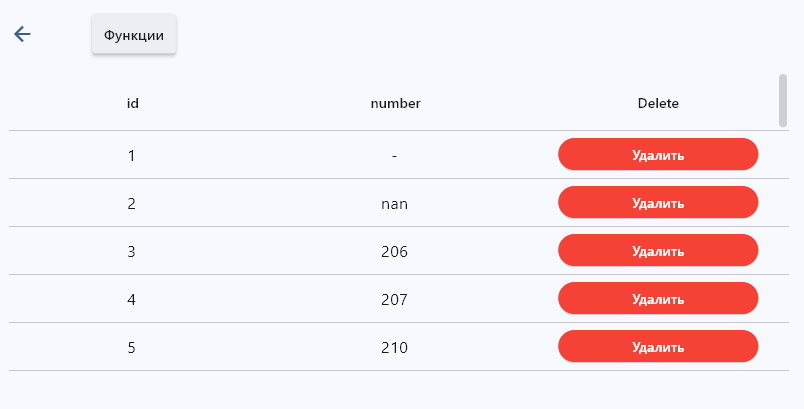 Функции
id number Delete
1 - Удалить
2 nan Удалить
3 206 Удалить
4 207 Удалить
5 210 Удалить